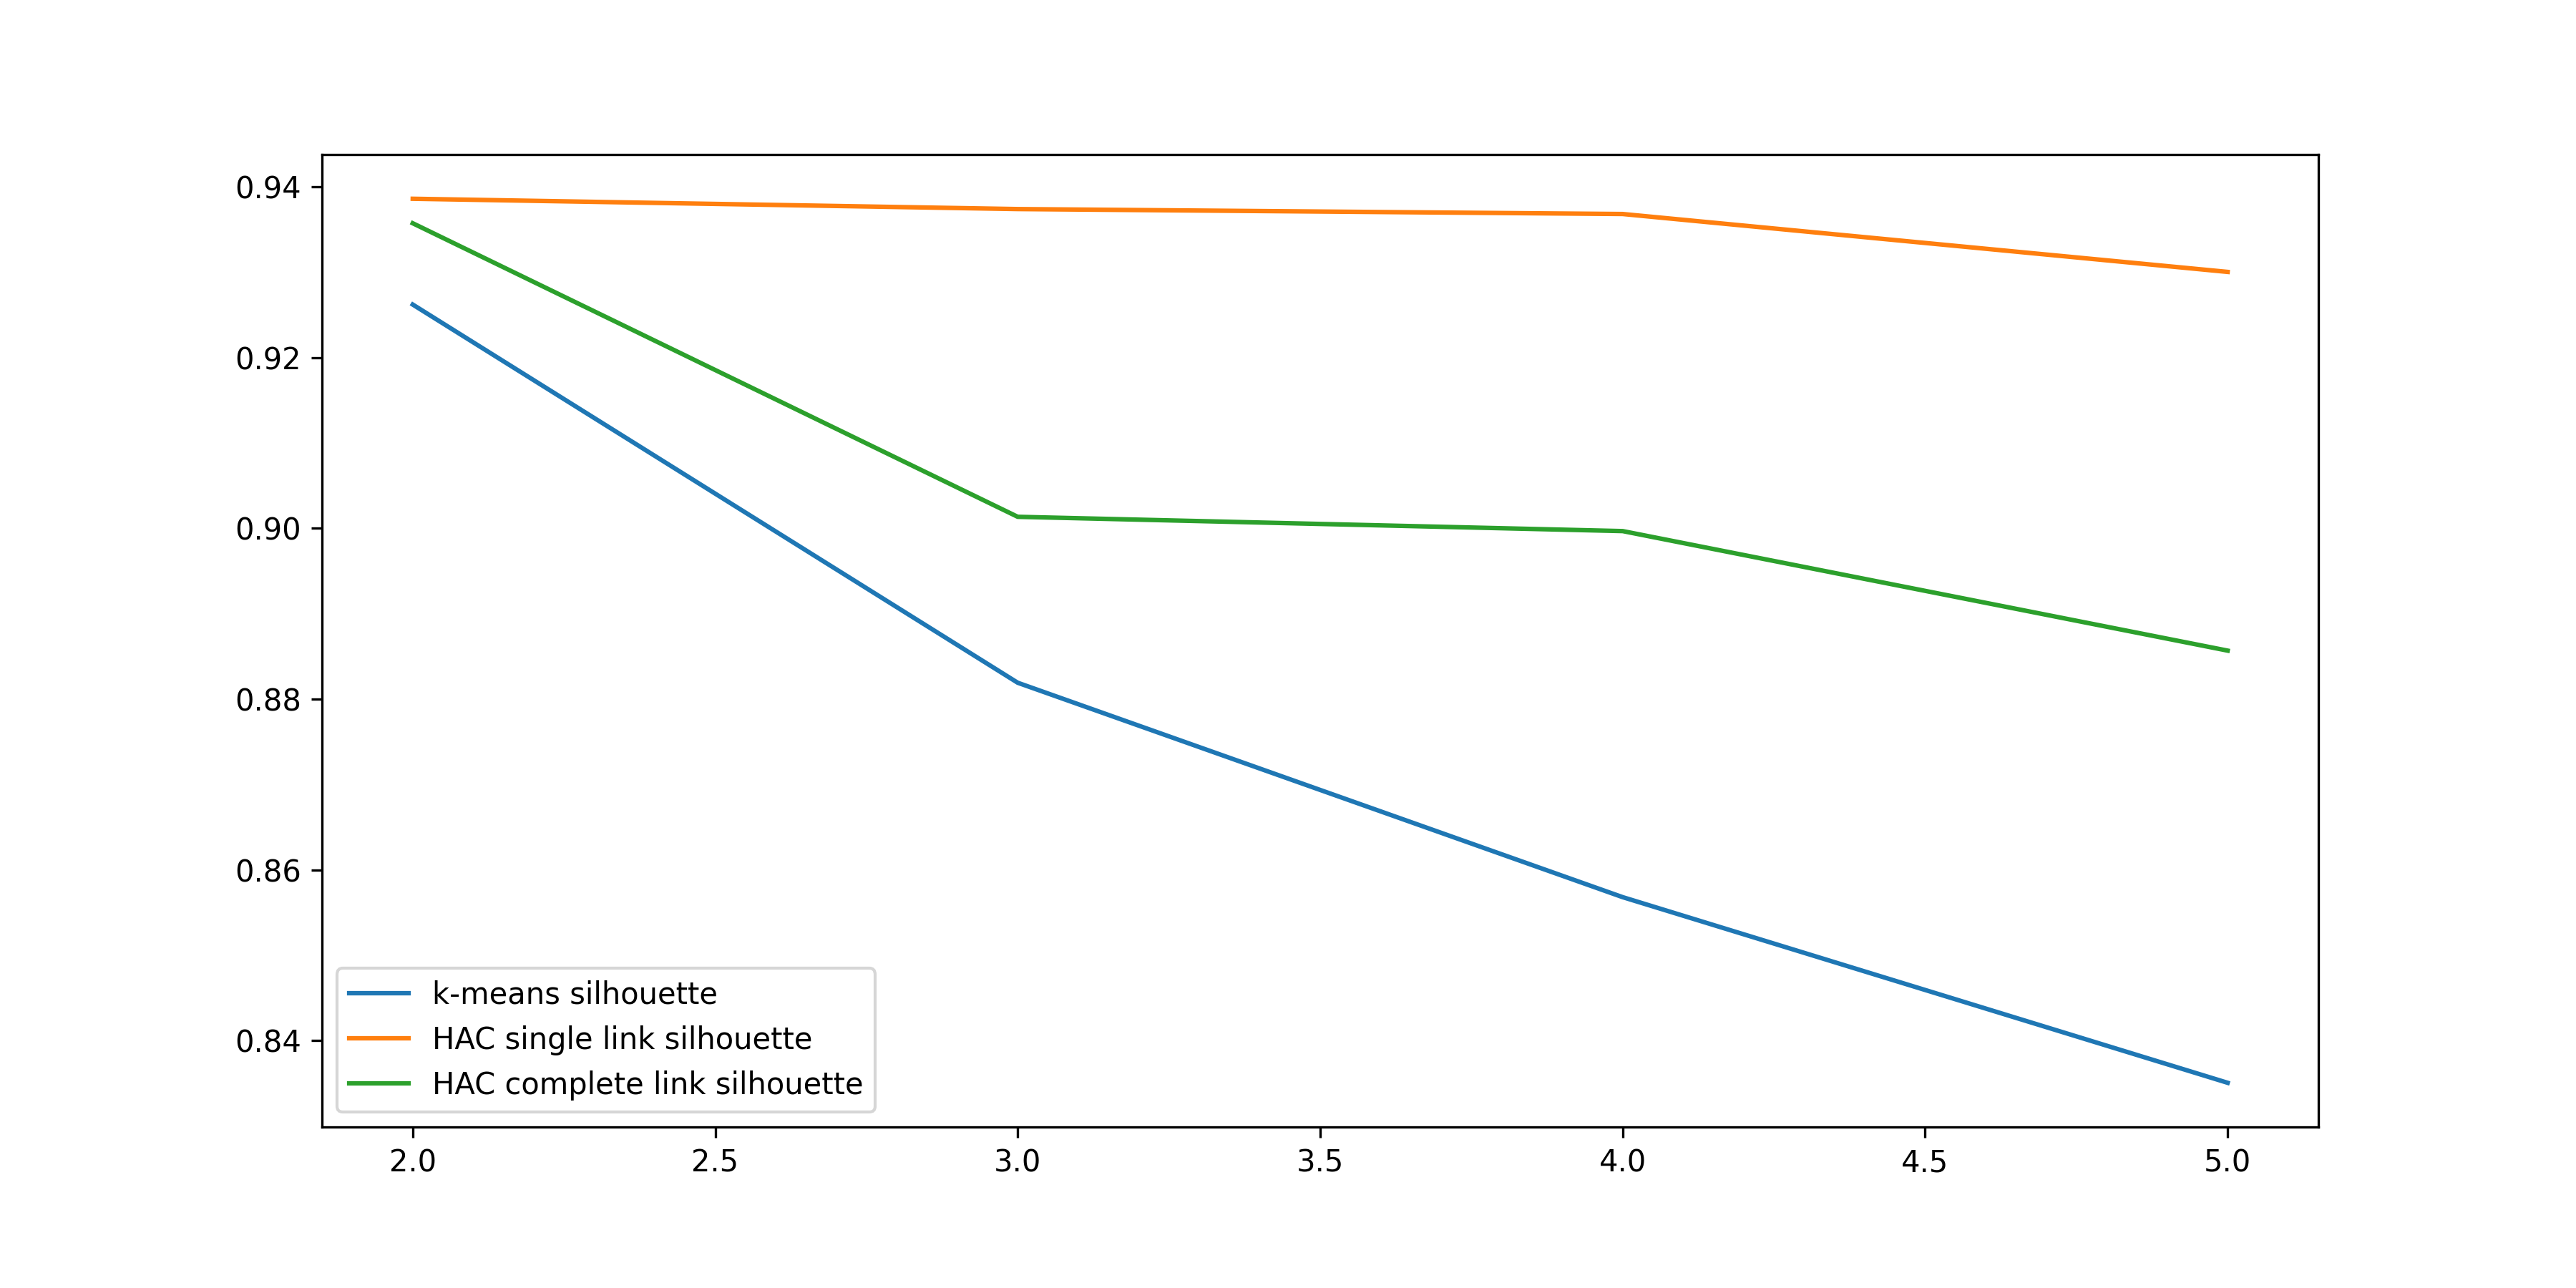 0.94
0.92
0.90
0.88
0.86
0.84
k-means silhouette
HAC single link silhouette
HAC complete link silhouette
2.0 2.5 3.0 3.5 4.0 4.5 5.0